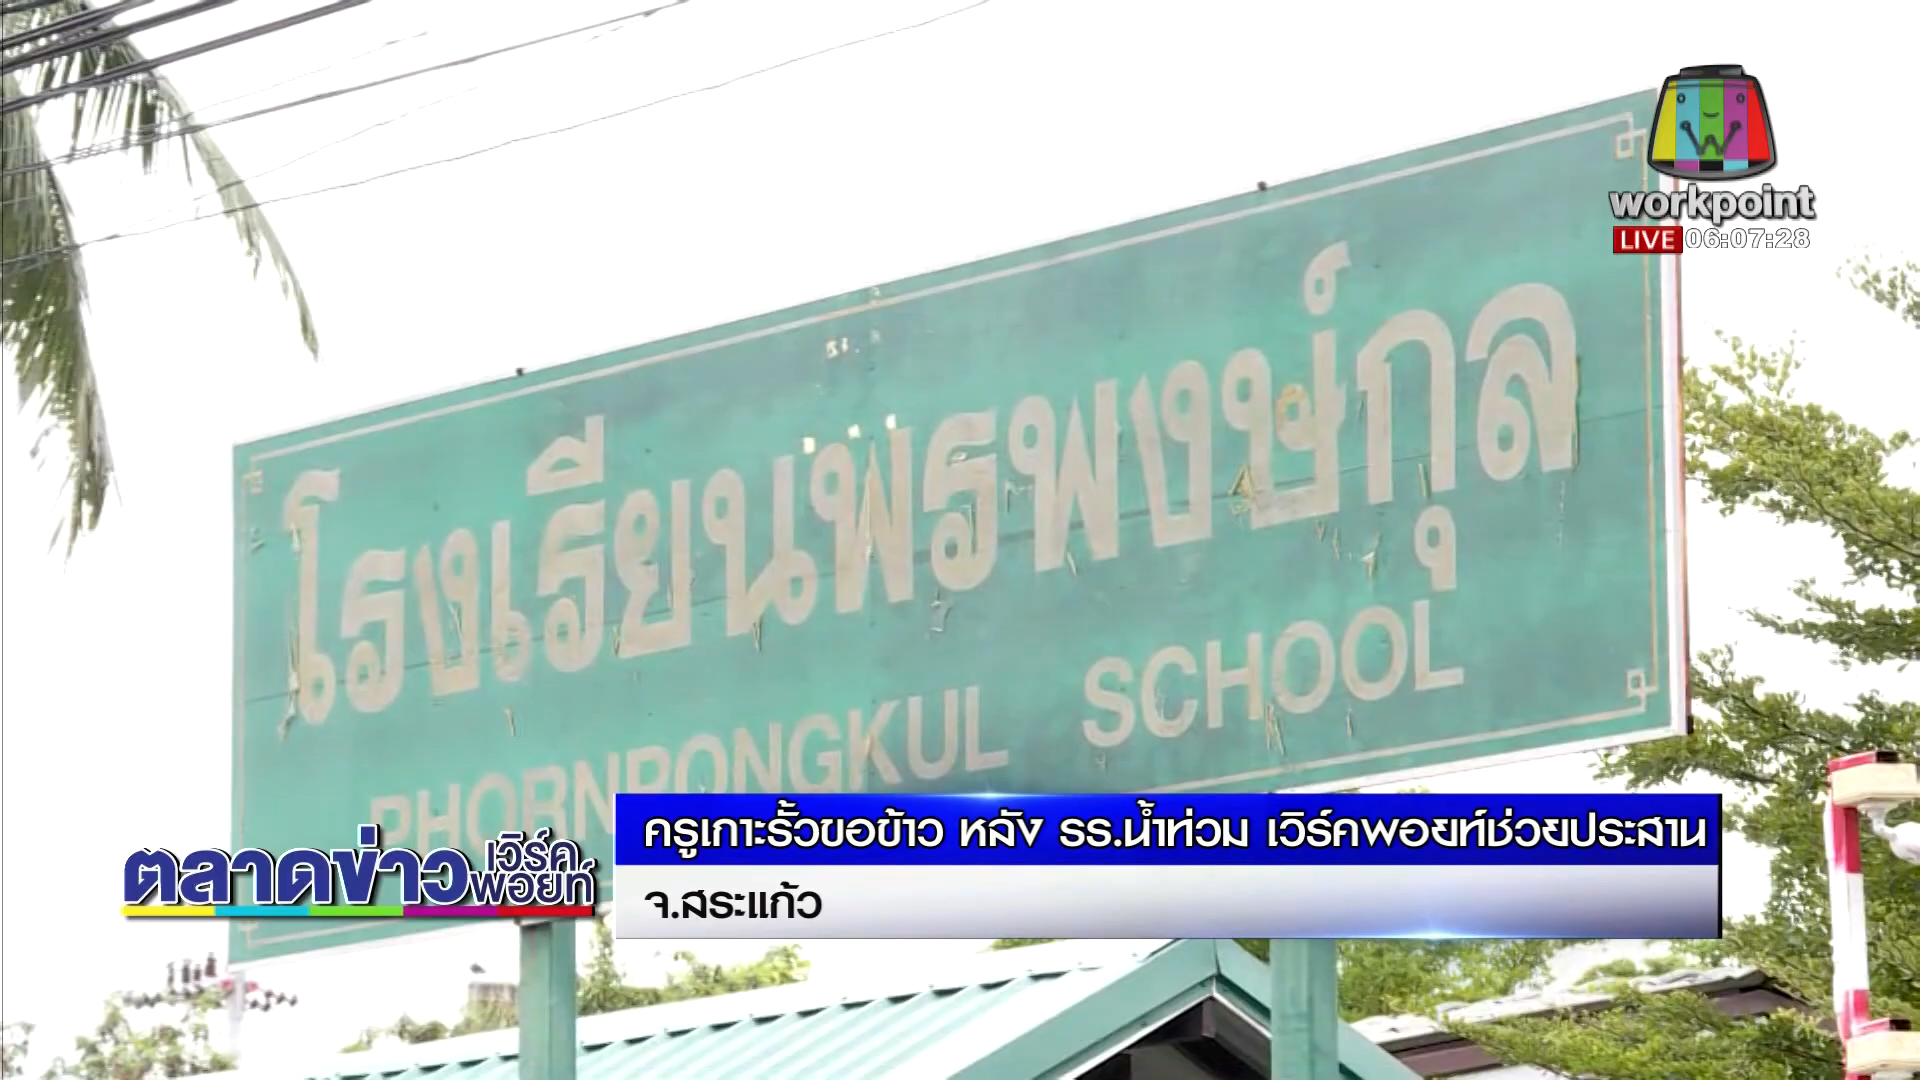 workpoint
LIVE 06:07:28
โรงเรียนพรพงษ์กุล
PHORNPONGKUL SCHOOL
ตลาดข่าว เวิร์คพอยท์
ครูเกาะรั้วขอข้าว หลัง รร.น้ำท่วม เวิร์คพอยท์ช่วยประสาน
จ.สระแก้ว